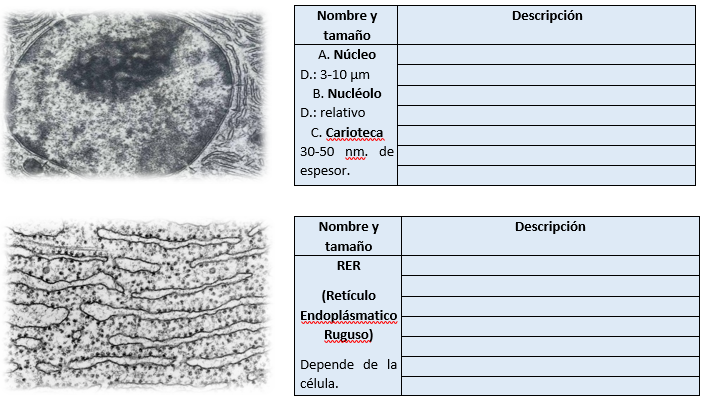 Nombre y
tamaño
Descripción
A. Núcleo
D.: 3-10 µm
B. Nucléolo
D.: relativo
C. Carioteca
30-50 nm. de
espesor.
Nombre y
tamaño
Descripción
RER
(Retículo
Endoplásmatico
Ruguso)
Depende de la
célula.